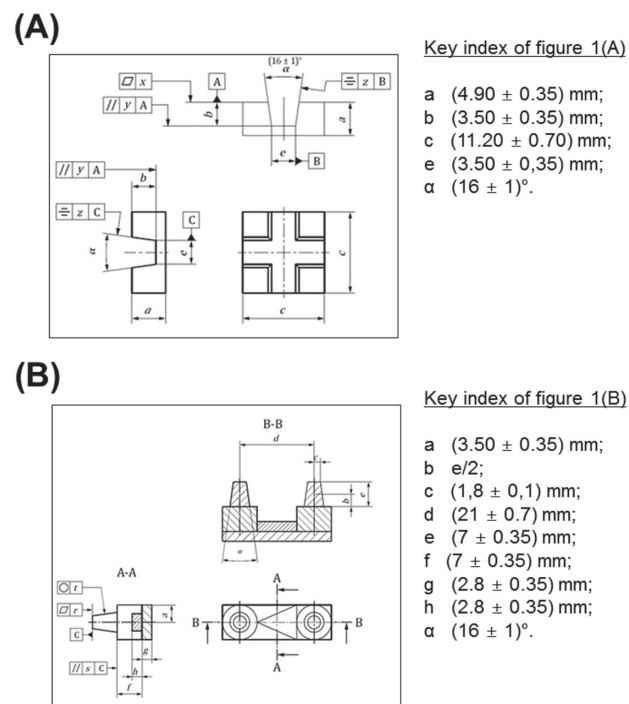 (A)
(16 ± 1)°
α
⏥ x
A
⌯ z B
// y A
b
a
e
B
// y A
b
⌯ z C
C
α
e
c
a
c
Key index of figure 1(A)
a (4.90 ± 0.35) mm;
b (3.50 ± 0.35) mm;
c (11.20 ± 0.70) mm;
e (3.50 ± 0,35) mm;
α (16 ± 1)°.
(B)
B-B
d
c
b
e
a
A-A
○ t
⏥ r
C
a
g
h
// s C
f
A
B
B
A
Key index of figure 1(B)
a (3.50 ± 0.35) mm;
b e/2;
c (1,8 ± 0,1) mm;
d (21 ± 0.7) mm;
e (7 ± 0.35) mm;
f (7 ± 0.35) mm;
g (2.8 ± 0.35) mm;
h (2.8 ± 0.35) mm;
α (16 ± 1)°.